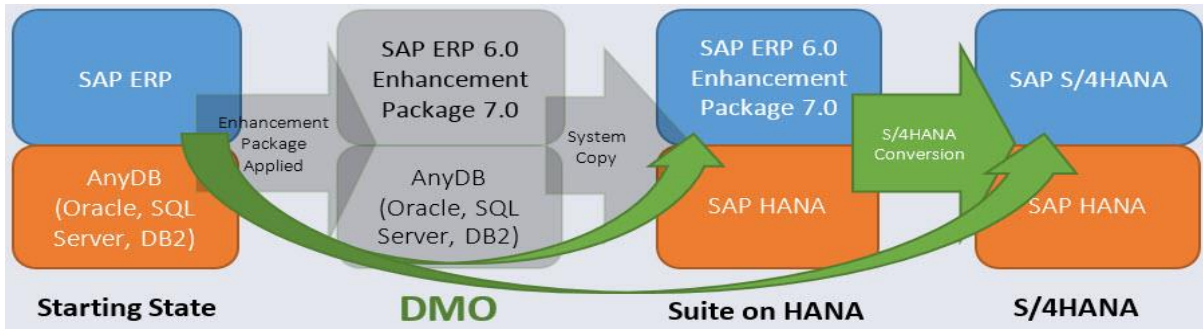 SAP ERP
AnyDB
(Oracle, SQL
Server, DB2)
Starting State
Enhancement
Package
Applied
SAP ERP 6.0
Enhancement
Package 7.0
AnyDB
(Oracle, SQL
Server, DB2)
DMO
System
Copy
SAP ERP 6.0
Enhancement
Package 7.0
SAP HANA
Suite on HANA
S/4HANA
Conversion
SAP S/4HANA
SAP HANA
S/4HANA